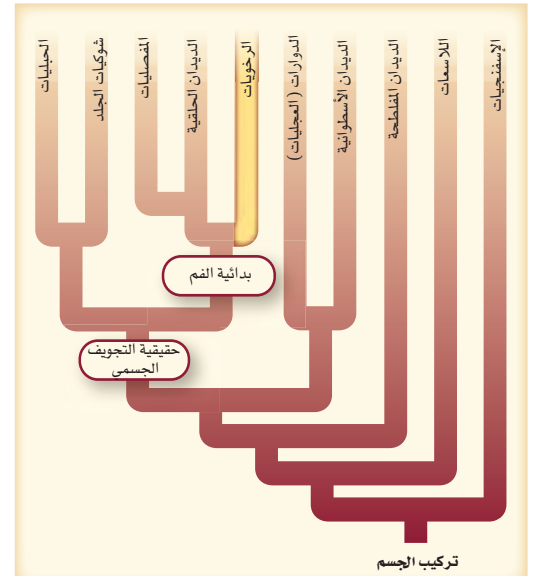 الإسفنجيات
اللاسعات
الديدان المفلطحة
الديدان الأسطوانية
الدوارات (العجليات)
الرخويات
الديدان الحلقية
المفصليات
شوكيات الجلد
الحبليات
بدائية الفم
حقيقية التجويف
الجسمي
تركيب الجسم